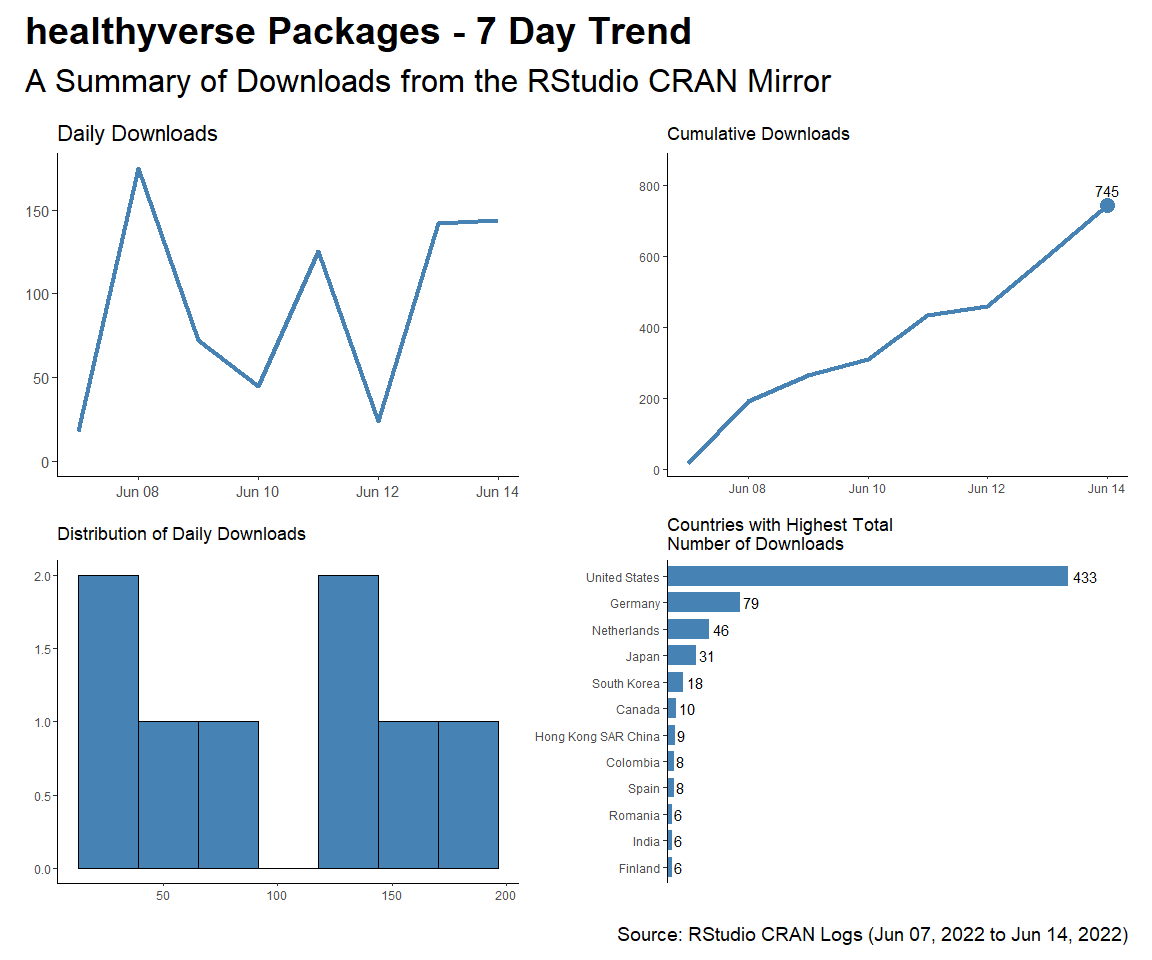 healthyverse Packages - 7 Day Trend
A Summary of Downloads from the RStudio CRAN Mirror
Daily Downloads
150
100
50
0
Jun 08 Jun 10 Jun 12 Jun 14
Cumulative Downloads
800
600
400
200
0
745
Jun 08 Jun 10 Jun 12 Jun 14
Distribution of Daily Downloads
2.0
1.5
1.0
0.5
0.0
50 100 150 200
Countries with Highest Total
Number of Downloads
United States 433
Germany 79
Netherlands 46
Japan 31
South Korea 18
Canada 10
Hong Kong SAR China 9
Colombia 8
Spain 8
Romania 6
India 6
Finland 6
Source: RStudio CRAN Logs (Jun 07, 2022 to Jun 14, 2022)